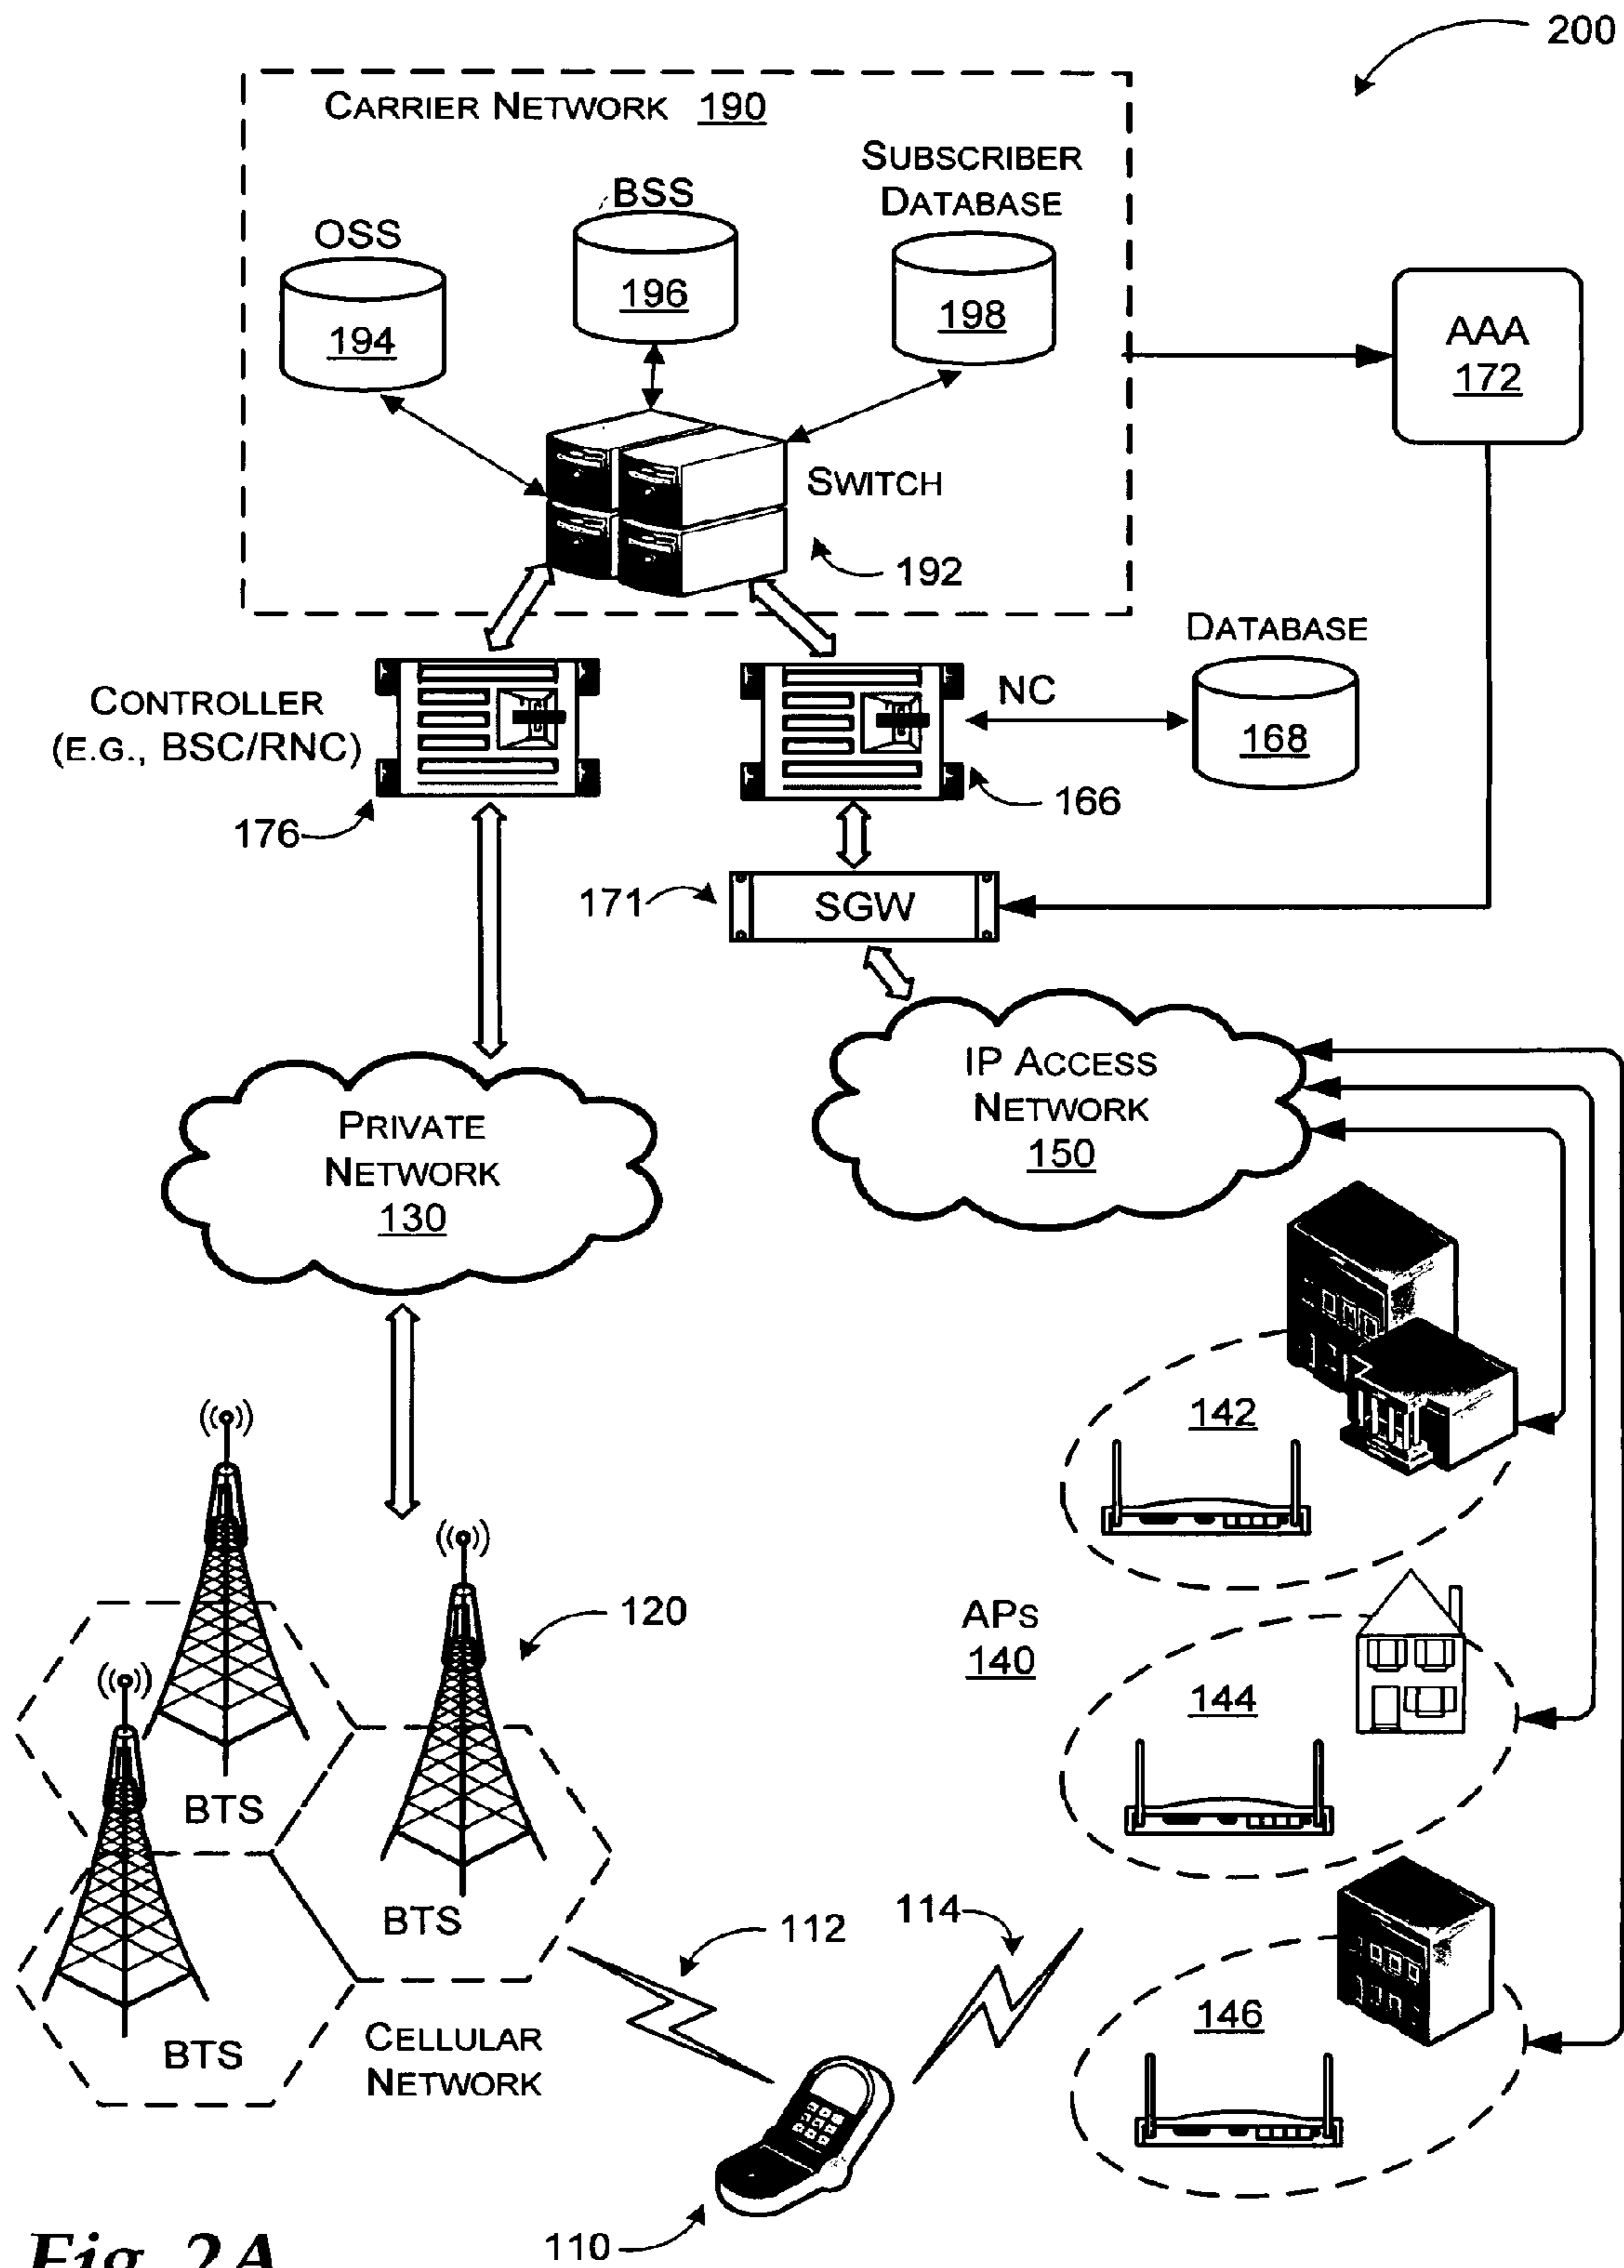 200
CARRIER NETWORK 190
SUBSCRIBER
DATABASE
BSS
OSS
196
198
194
AAA
172
SWITCH
192
DATABASE
CONTROLLER
(E.G., BSC/RNC)
NC
168
176
166
171
SGW
IP ACCESS
NETWORK
150
PRIVATE
NETWORK
130
142
120
APS
140
144
BTS
BTS
114
112
146
BTS
CELLULAR
NETWORK
110
Fig. 2A